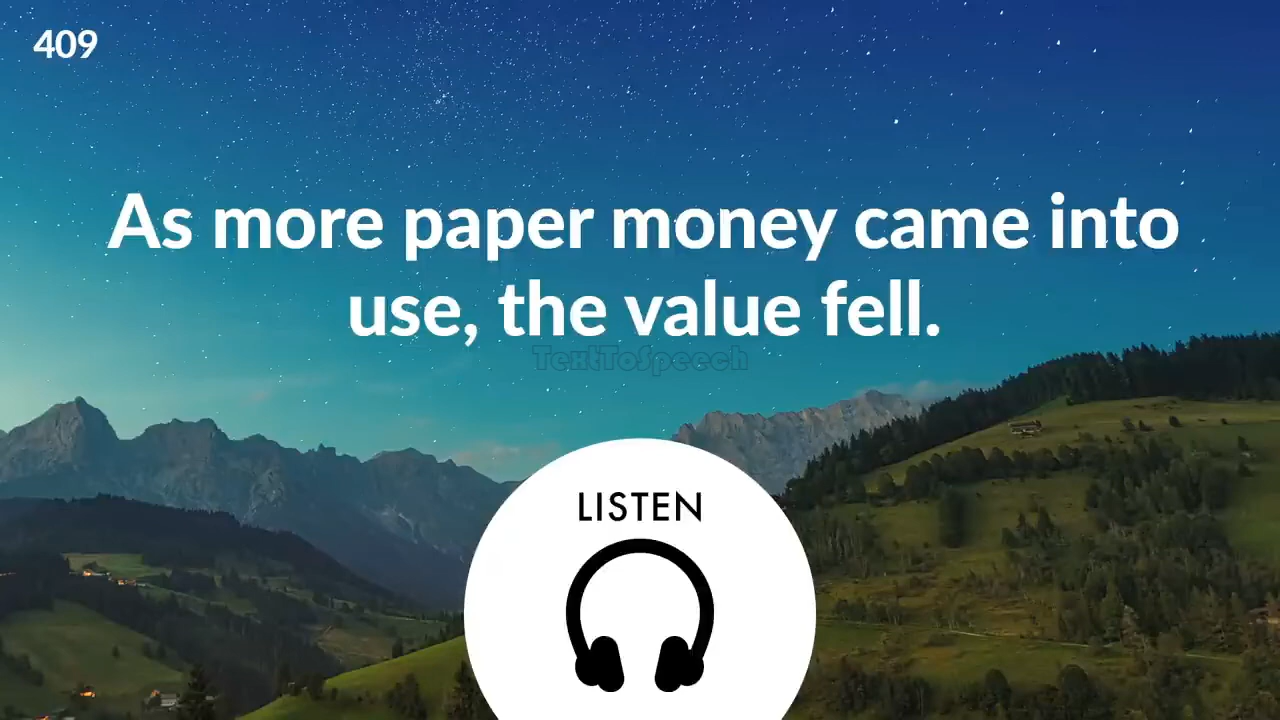 409
As more paper money came into
use, the value fell.
TextToSpeech
LISTEN